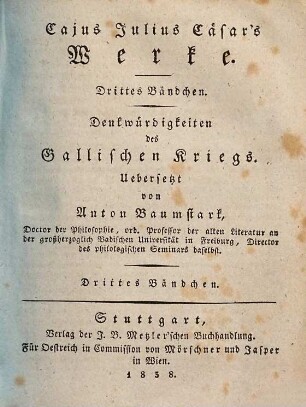 Cajus Julius Cäsar's
Werke.
Drittes Bändchen.
Denkwürdigkeiten
des
Gallischen Kriegs.
Uebersetzt
von
Anton Baumstark,
Doctor der Philosophie, ord. Professor der alten Literatur an
der großherzoglich Badischen Universität in Freiburg, Director
des philologischen Seminars daselbst.
Drittes Bändchen.
Stuttgart,
Verlag der J. B. Metzler'schen Buchhandlung.
Für Oestreich in Commission von Mörschner und Jasper
in Wien.
1838.